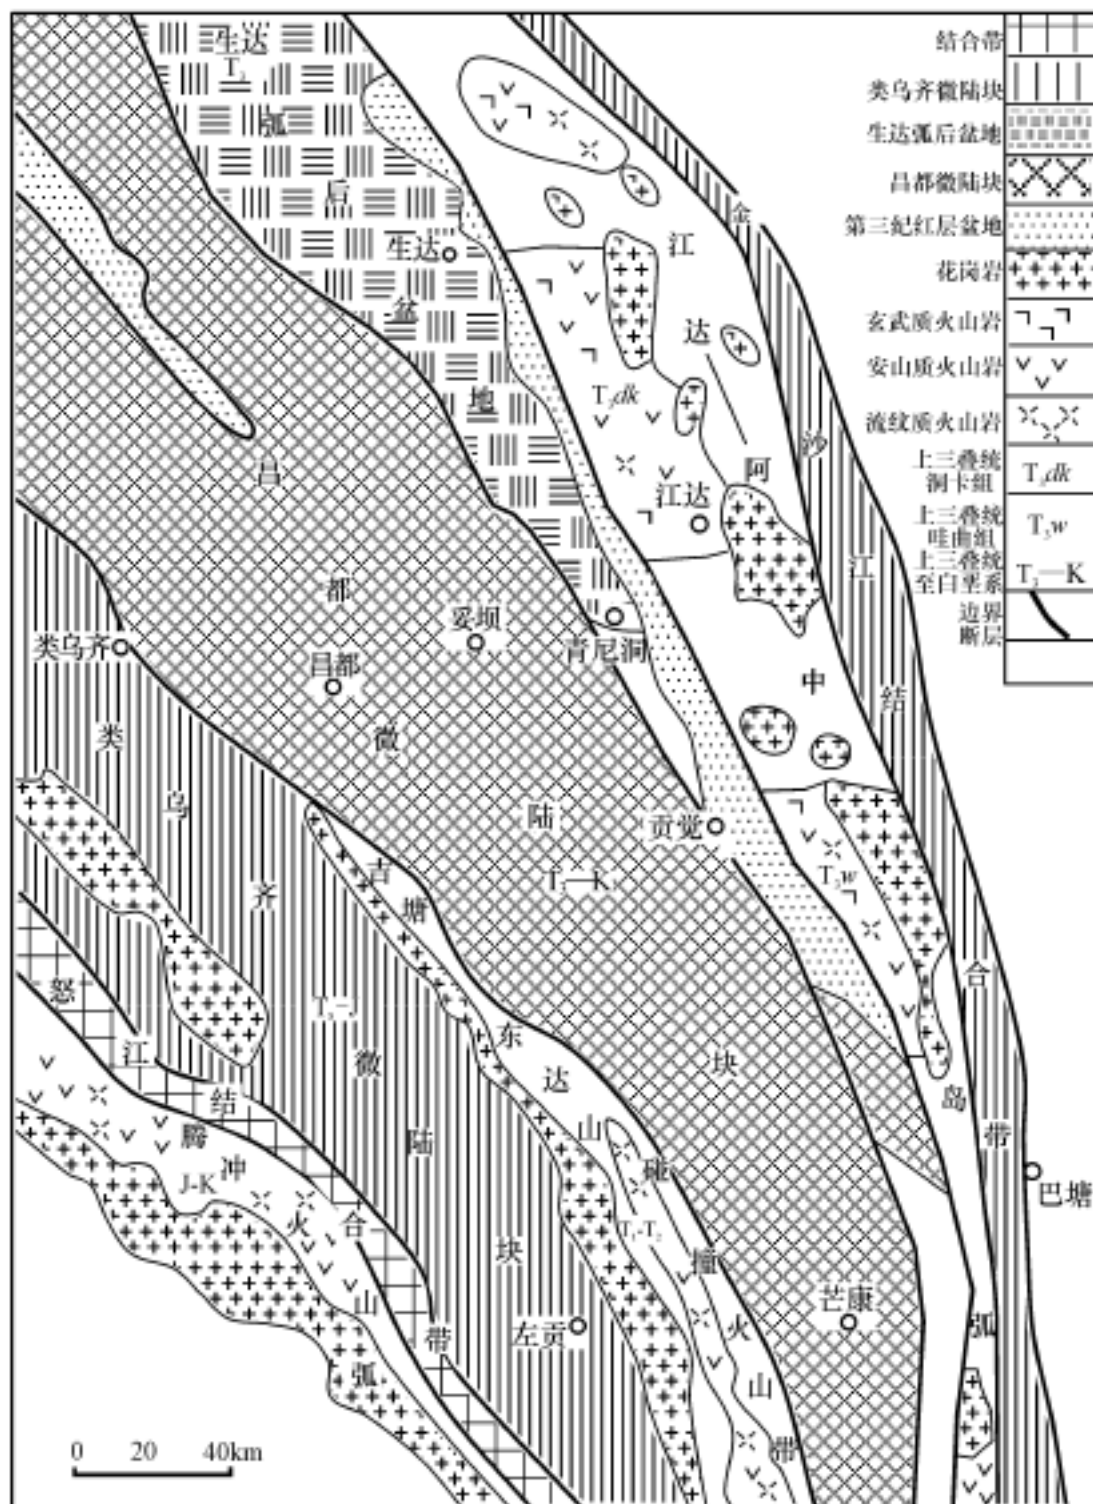 结合带
类乌齐微陆块
生达弧后盆地
昌都微陆块
第三纪红层盆地
花岗岩
玄武质火山岩
安山质火山岩
流纹质火山岩
上三叠统
洞卡组
T₃dk
上三叠统
哇曲组
T₃w
上三叠统
至白垩系
T₃—K
边界
断层
生达
T₃
弧
后
盆
地
生达
江
达
阿
中
岛
弧
T₃dk
江达
金
沙
江
结
合
带
昌
都
微
陆
块
T₃—K
妥坝
昌都
青尼洞
贡觉
T₃w
类乌齐
类
乌
齐
微
陆
块
T₃-J
吉
塘
东
达
山
碰
撞
火
山
带
T₁-T₂
怒
江
结
合
带
腾
冲
火
山
弧
J-K
左贡
芒康
巴塘
0 20 40km